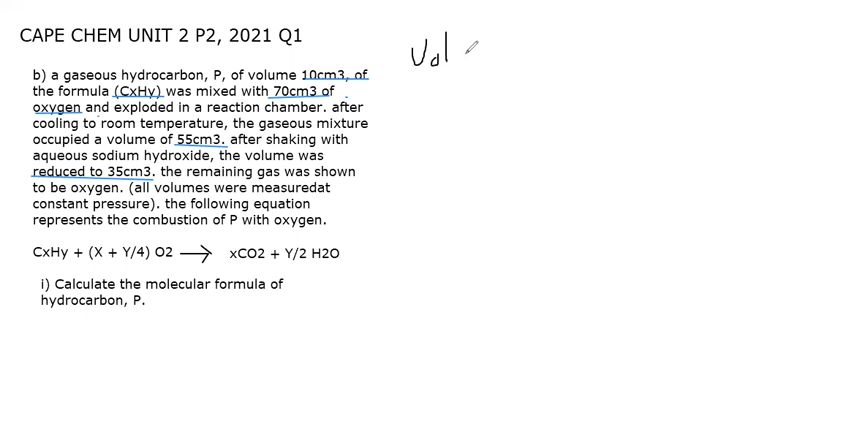 CAPE CHEM UNIT 2 P2, 2021 Q1
b) a gaseous hydrocarbon, P, of volume 10cm3, of
the formula (CxHy) was mixed with 70cm3 of
oxygen and exploded in a reaction chamber. after
cooling to room temperature, the gaseous mixture
occupied a volume of 55cm3. after shaking with
aqueous sodium hydroxide, the volume was
reduced to 35cm3. the remaining gas was shown
to be oxygen. (all volumes were measuredat
constant pressure). the following equation
represents the combustion of P with oxygen.
CxHy + (X + Y/4) O2 → xCO2 + Y/2 H2O
i) Calculate the molecular formula of
hydrocarbon, P.
Vol